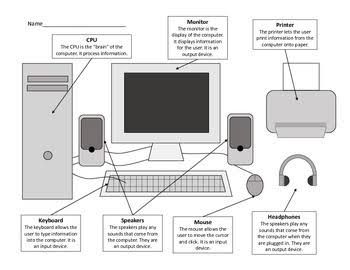 Name
CPU
The CPU is the "brain" of the
computer. It process information.
Monitor
The monitor is the
display of the computer.
It displays information
for the user. It is an
output device.
Printer
The printer lets the user
print information from the
computer onto paper.
Keyboard
The keyboard allows the
user to type information
into the computer. It is
an input device.
Speakers
The speakers play any
sounds that come from
the computer. They are
an output device.
Mouse
The mouse allows the
user to move the cursor
and click. It is an
input device.
Headphones
The speakers play any
sounds that come from
the computer when they
are plugged in. They are
an output device.